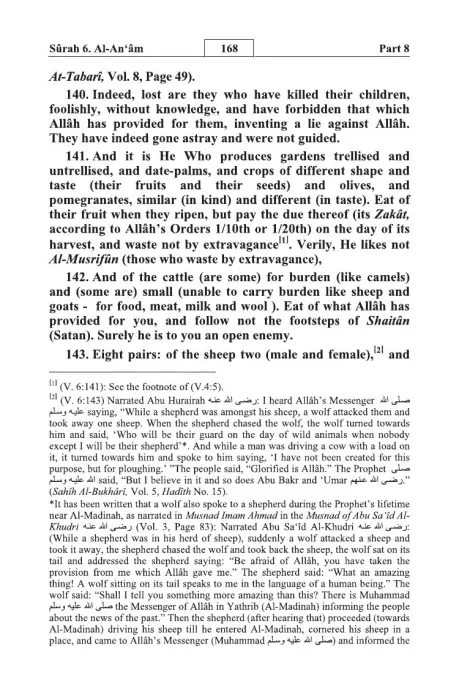 Sûrah 6. Al-An‘âm 168 Part 8
At-Tabarî, Vol. 8, Page 49).
140. Indeed, lost are they who have killed their children,
foolishly, without knowledge, and have forbidden that which
Allâh has provided for them, inventing a lie against Allâh.
They have indeed gone astray and were not guided.
141. And it is He Who produces gardens trellised and
untrellised, and date-palms, and crops of different shape and
taste (their fruits and their seeds) and olives, and
pomegranates, similar (in kind) and different (in taste). Eat of
their fruit when they ripen, but pay the due thereof (its Zakât,
according to Allâh’s Orders 1/10th or 1/20th) on the day of its
harvest, and waste not by extravagance[1]. Verily, He likes not
Al-Musrifûn (those who waste by extravagance),
142. And of the cattle (are some) for burden (like camels)
and (some are) small (unable to carry burden like sheep and
goats - for food, meat, milk and wool ). Eat of what Allâh has
provided for you, and follow not the footsteps of Shaitân
(Satan). Surely he is to you an open enemy.
143. Eight pairs: of the sheep two (male and female),[2] and
[1] (V. 6:141): See the footnote of (V.4:5).
[2] (V. 6:143) Narrated Abu Hurairah رضى الله عنه: I heard Allâh’s Messenger صلى الله
عليه وسلم saying, “While a shepherd was amongst his sheep, a wolf attacked them and
took away one sheep. When the shepherd chased the wolf, the wolf turned towards
him and said, ‘Who will be their guard on the day of wild animals when nobody
except I will be their shepherd’*. And while a man was driving a cow with a load on
it, it turned towards him and spoke to him saying, ‘I have not been created for this
purpose, but for ploughing.’ ”The people said, “Glorified is Allâh.” The Prophet صلى
الله عليه وسلم said, “But I believe in it and so does Abu Bakr and ‘Umar رضى الله عنهم.”
(Sahih Al-Bukhârî, Vol. 5, Hadîth No. 15).
*It has been written that a wolf also spoke to a shepherd during the Prophet’s lifetime
near Al-Madinah, as narrated in Musnad Imam Ahmad in the Musnad of Abu Sa‘îd Al-
Khudri رضى الله عنه (Vol. 3, Page 83): Narrated Abu Sa‘îd Al-Khudri رضى الله عنه:
(While a shepherd was in his herd of sheep), suddenly a wolf attacked a sheep and
took it away, the shepherd chased the wolf and took back the sheep, the wolf sat on its
tail and addressed the shepherd saying: “Be afraid of Allâh, you have taken the
provision from me which Allâh gave me.” The shepherd said: “What an amazing
thing! A wolf sitting on its tail speaks to me in the language of a human being.” The
wolf said: “Shall I tell you something more amazing than this? There is Muhammad
صلى الله عليه وسلم the Messenger of Allâh in Yathrib (Al-Madinah) informing the people
about the news of the past.” Then the shepherd (after hearing that) proceeded (towards
Al-Madinah) driving his sheep till he entered Al-Madinah, cornered his sheep in a
place, and came to Allâh’s Messenger (Muhammad صلى الله عليه وسلم) and informed the